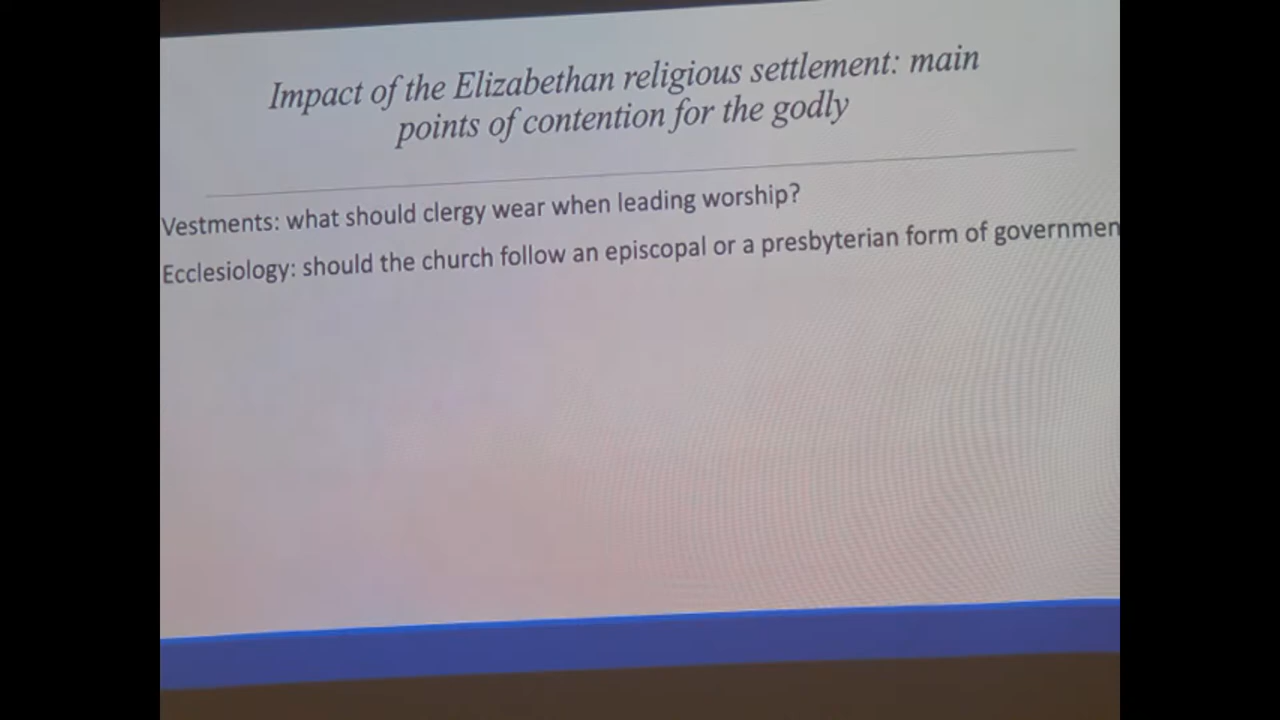 Impact of the Elizabethan religious settlement: main
points of contention for the godly
Vestments: what should clergy wear when leading worship?
Ecclesiology: should the church follow an episcopal or a presbyterian form of governmen